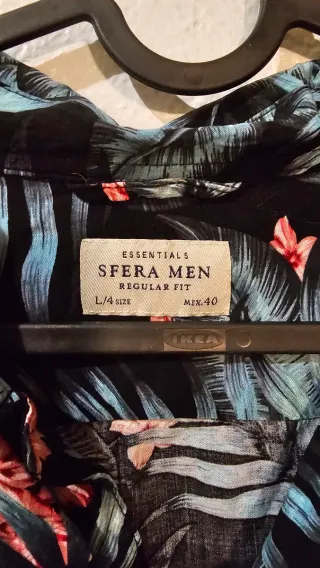 ESSENTIALS
SFERA MEN
REGULAR FIT
L/4 SIZE MEX.40
IKEA